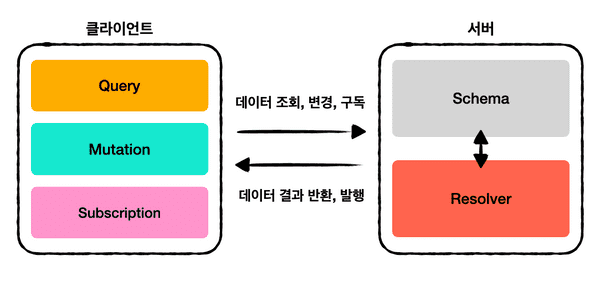 클라이언트
Query
Mutation
Subscription
데이터 조회, 변경, 구독
데이터 결과 반환, 발행
서버
Schema
Resolver